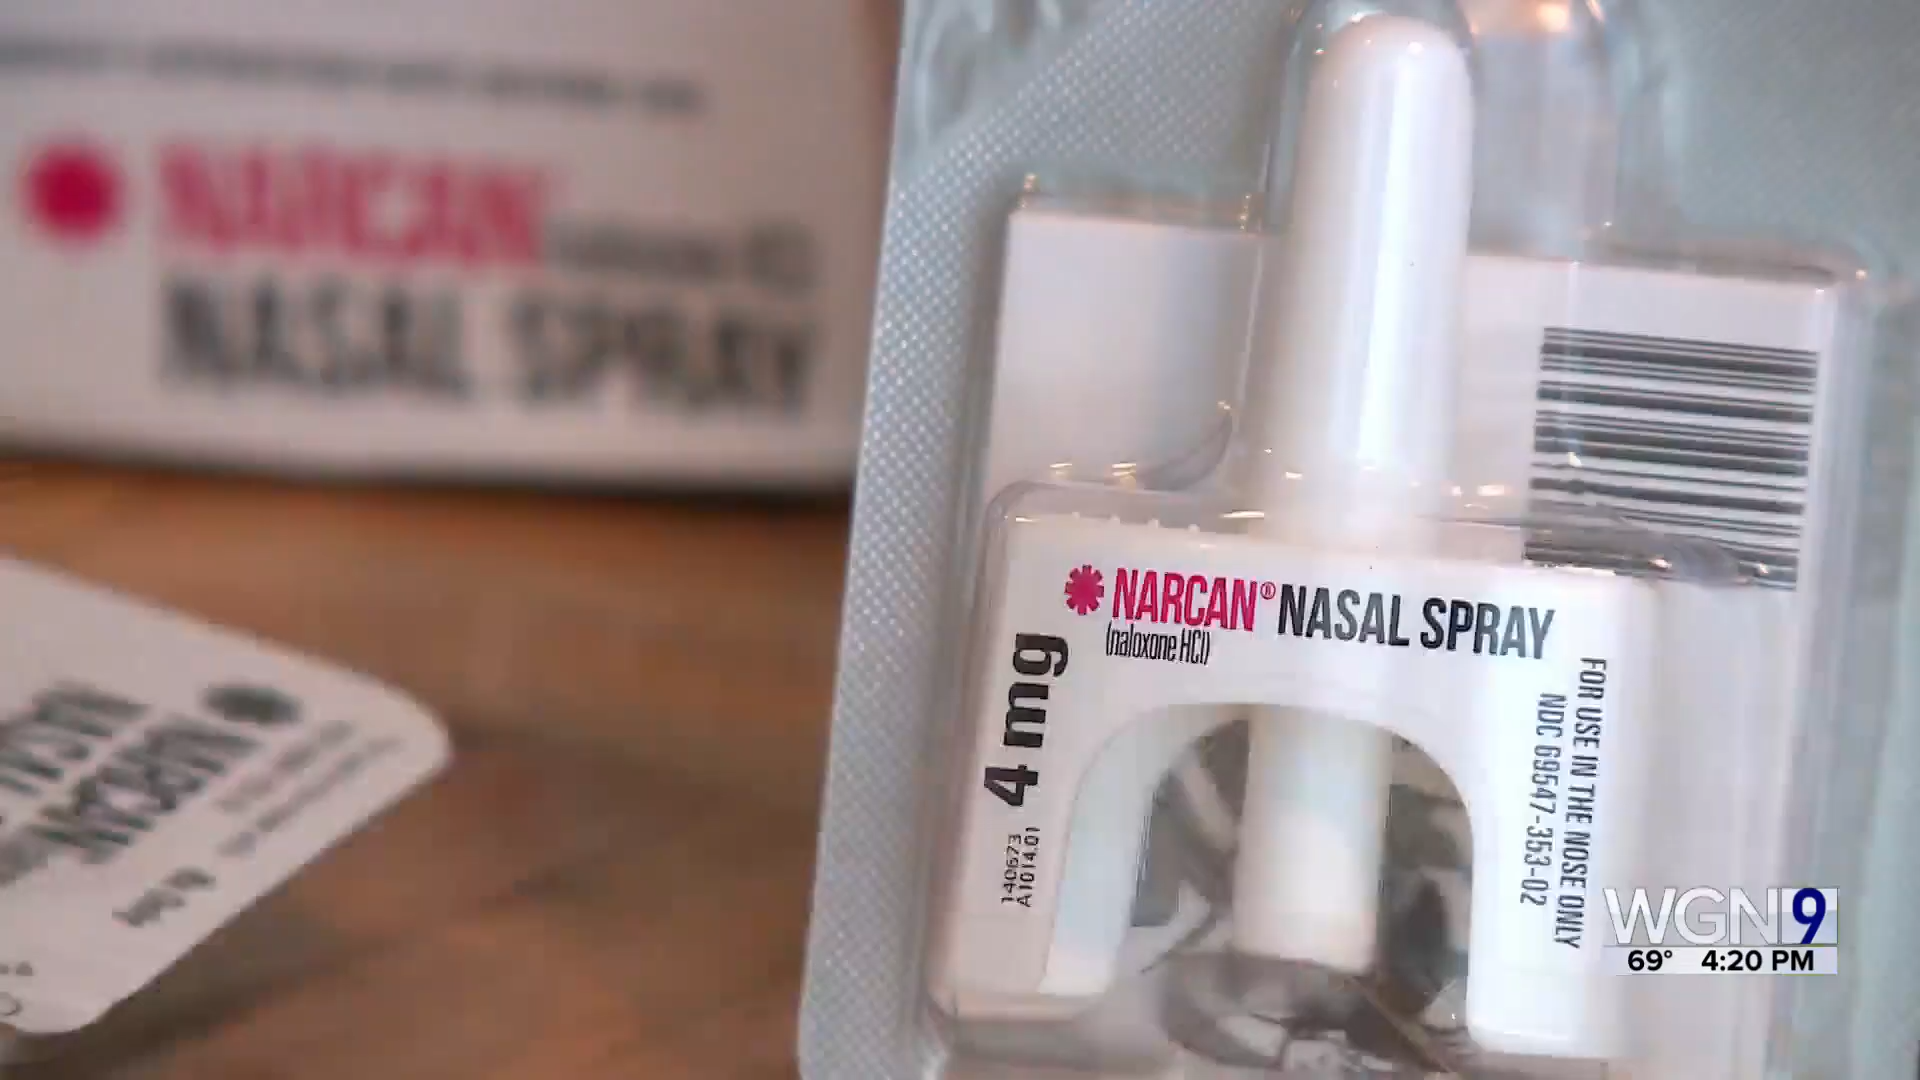 NARCAN
NASAL SPRAY
NARCAN® NASAL SPRAY
(naloxone HCl)
4 mg
140673
A1014.01
FOR USE IN THE NOSE ONLY
NDC 69547-353-02
NARCAN
NASAL
WGN9
69° 4:20 PM